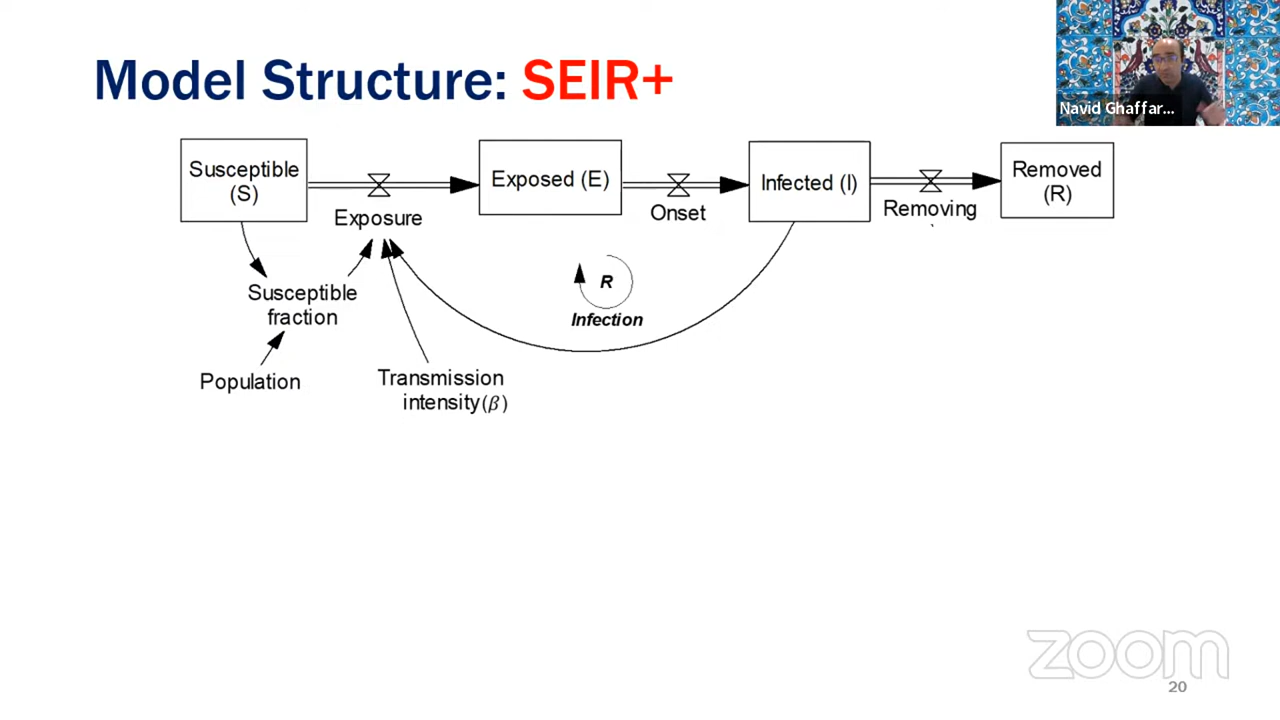 Model Structure: SEIR+
Navid Ghaffar...
Susceptible
(S)
Exposure
Exposed (E)
Onset
Infected (I)
Removing
Removed
(R)
Susceptible
fraction
Population
Transmission
intensity(β)
R
Infection
zoom
20